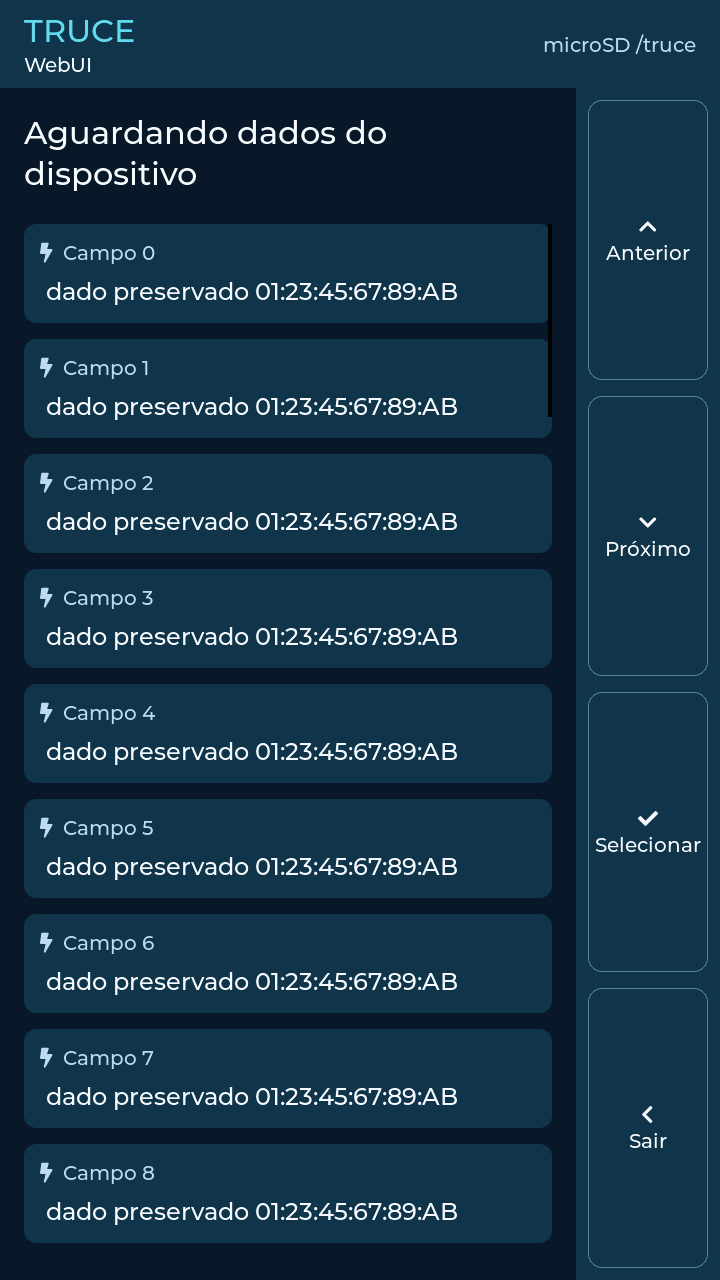 TRUCE
WebUI
microSD /truce
Aguardando dados do
dispositivo
Campo 0
dado preservado 01:23:45:67:89:AB
Campo 1
dado preservado 01:23:45:67:89:AB
Campo 2
dado preservado 01:23:45:67:89:AB
Campo 3
dado preservado 01:23:45:67:89:AB
Campo 4
dado preservado 01:23:45:67:89:AB
Campo 5
dado preservado 01:23:45:67:89:AB
Campo 6
dado preservado 01:23:45:67:89:AB
Campo 7
dado preservado 01:23:45:67:89:AB
Campo 8
dado preservado 01:23:45:67:89:AB
Anterior
Próximo
Selecionar
Sair